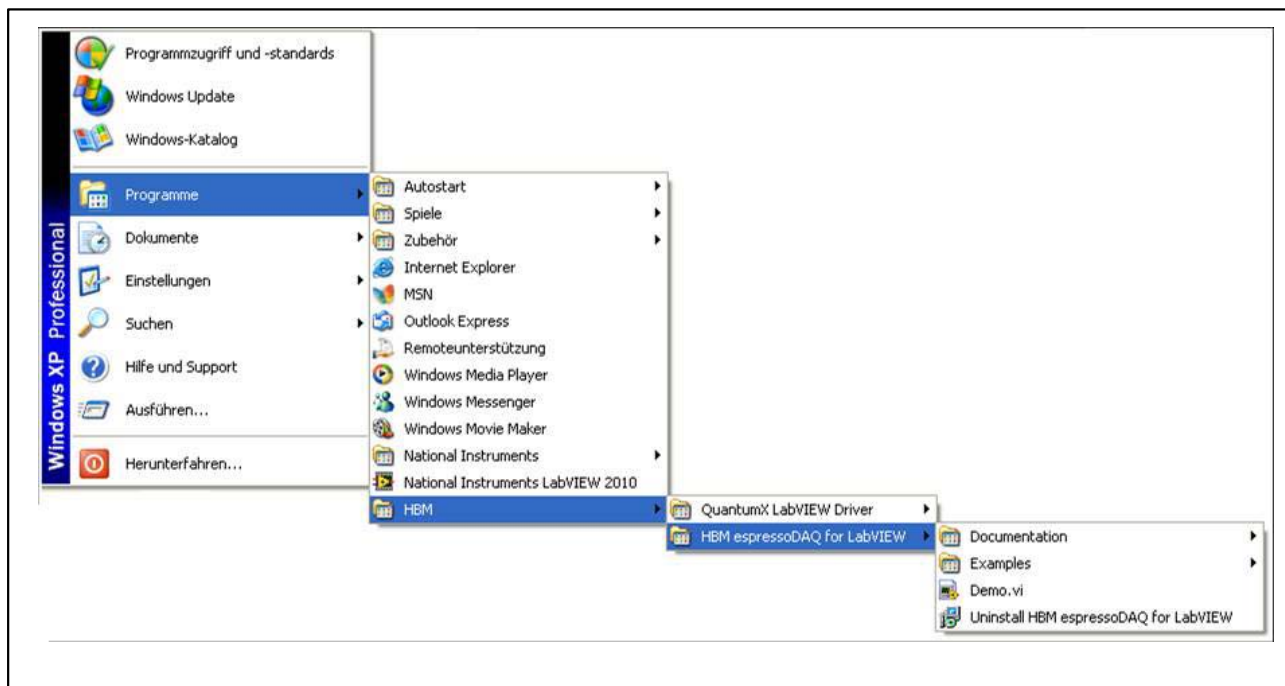 Windows XP Professional
Programmzugriff und -standards
Windows Update
Windows-Katalog
Programme
Dokumente
Einstellungen
Suchen
Hilfe und Support
Ausführen...
Herunterfahren...
Autostart
Spiele
Zubehör
Internet Explorer
MSN
Outlook Express
Remoteunterstützung
Windows Media Player
Windows Messenger
Windows Movie Maker
National Instruments
National Instruments LabVIEW 2010
HBM
QuantumX LabVIEW Driver
HBM espressoDAQ for LabVIEW
Documentation
Examples
Demo.vi
Uninstall HBM espressoDAQ for LabVIEW